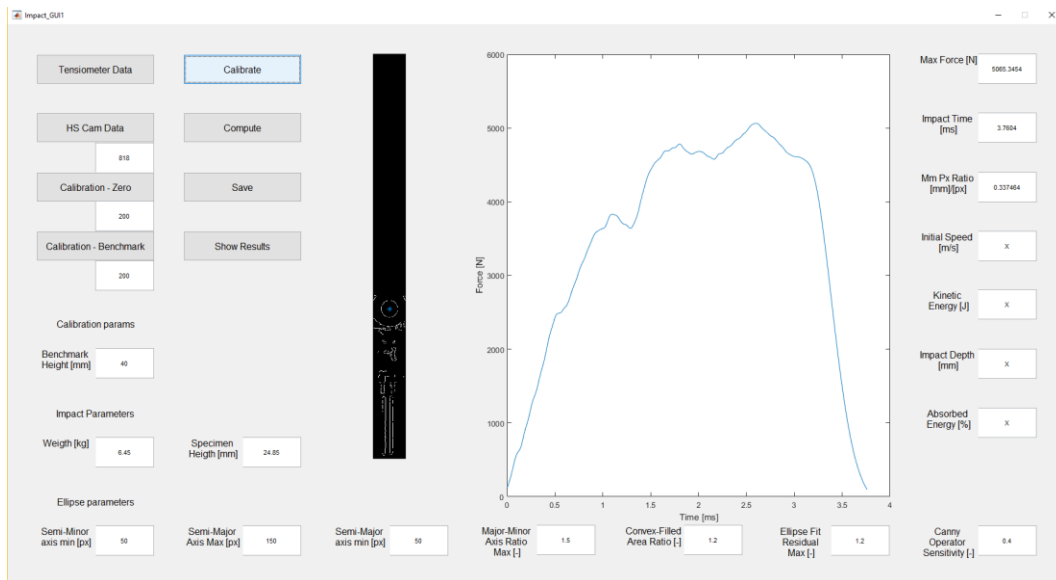 Impact_GUI1
Tensiometer Data
Calibrate
HS Cam Data
Compute
818
Calibration - Zero
Save
200
Calibration - Benchmark
Show Results
200
Calibration params
Benchmark
Height [mm]
40
Impact Parameters
Weigth [kg]
6.45
Specimen
Heigth [mm]
24.85
Ellipse parameters
Semi-Minor
axis min [px]
50
Semi-Major
Axis Max [px]
150
Semi-Major
axis min [px]
50
Major-Minor
Axis Ratio
Max [-]
1.5
Convex-Filled
Area Ratio [-]
1.2
Ellipse Fit
Residual
Max [-]
1.2
Canny
Operator
Sensitivity [-]
0.4
6000
5000
4000
3000
2000
1000
0
Force [N]
0
0.5
1
1.5
2
2.5
3
3.5
4
Time [ms]
Max Force [N]
5065.3454
Impact Time
[ms]
3.7604
Mm Px Ratio
[mm]/[px]
0.337464
Initial Speed
[m/s]
X
Kinetic
Energy [J]
X
Impact Depth
[mm]
X
Absorbed
Energy [%]
X